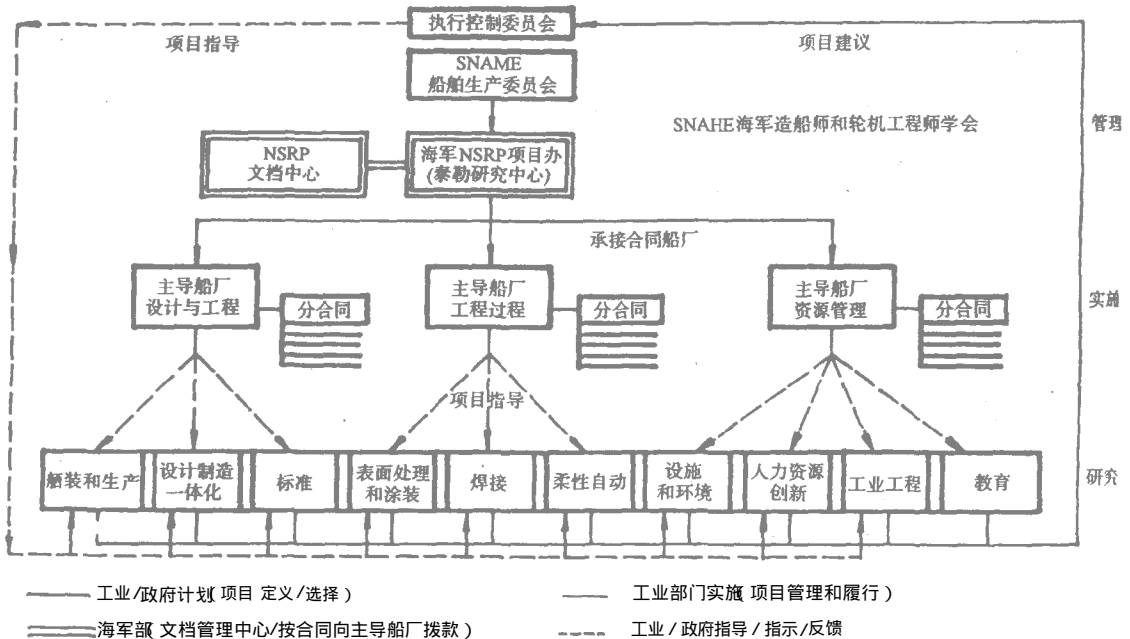 执行控制委员会
项目指导
项目建议
SNAME
船舶生产委员会
SNAHE海军造船师和轮机工程师学会
管理
NSRP
文档中心
海军NSRP项目办
(泰勒研究中心)
承接合同船厂
主导船厂
设计与工程
分合同
主导船厂
工程过程
分合同
主导船厂
资源管理
分合同
实施
项目指导
舾装和生产
设计制造
一体化
标准
表面处理
和涂装
焊接
柔性自动
设施
和环境
人力资源
创新
工业工程
教育
研究
工业/政府计划(项目 定义/选择)
工业部门实施(项目管理和履行)
海军部(文档管理中心/按合同向主导船厂拨款)
工业/政府指导/指示/反馈